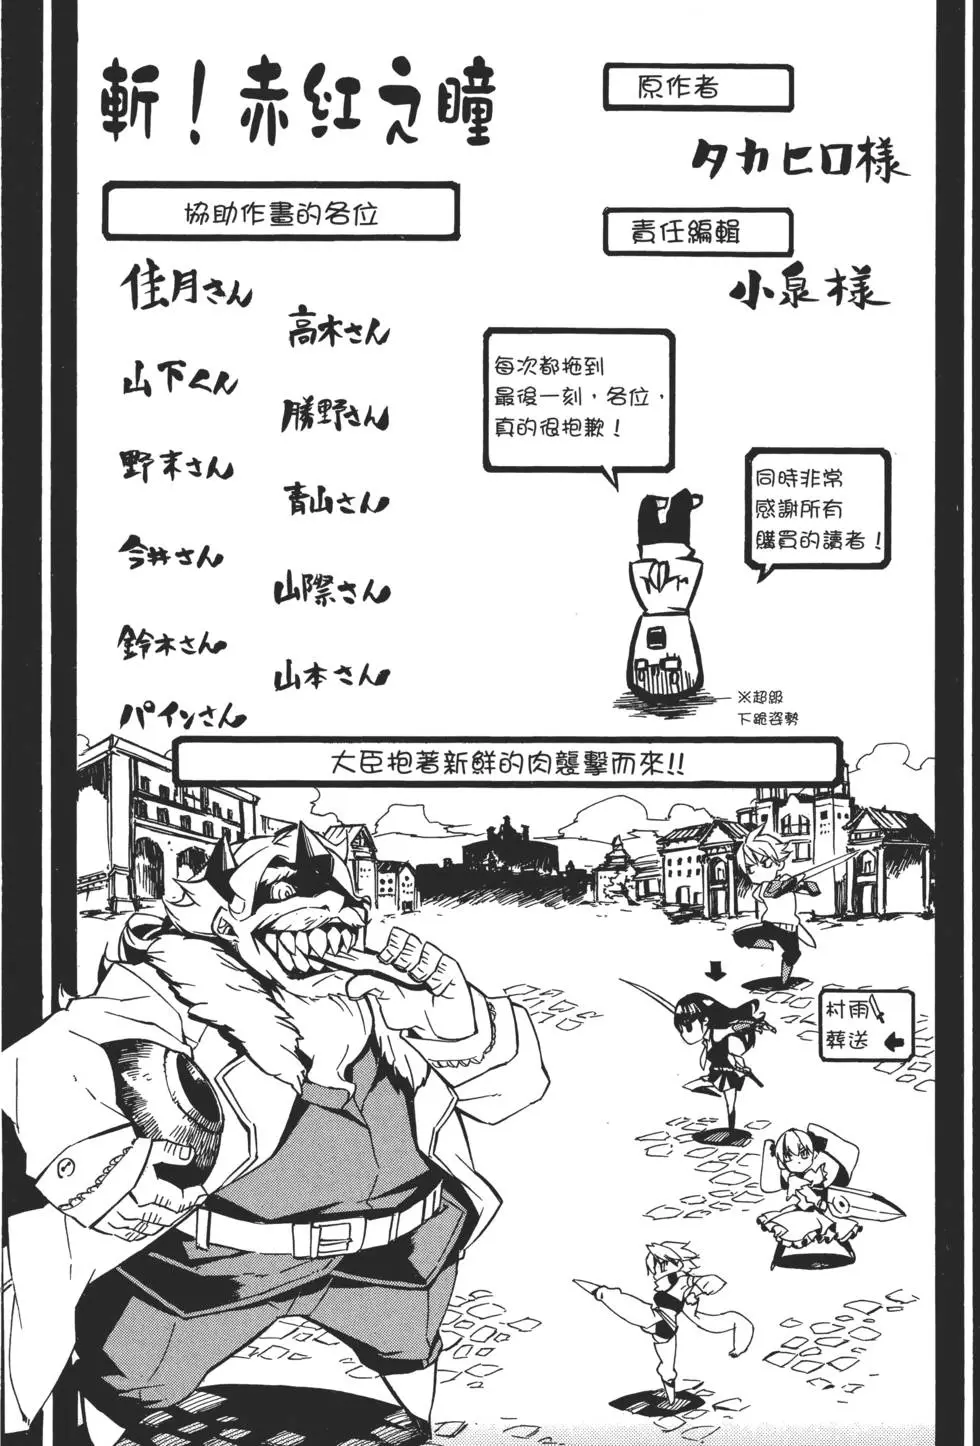 斬！赤紅之瞳
原作者
タカヒロ様
責任編輯
小泉様
協助作畫的各位
佳月さん
高木さん
山下くん
勝野さん
野末さん
青山さん
今井さん
山際さん
鈴木さん
山本さん
パインさん
每次都拖到
最後一刻，各位，
真的很抱歉！
同時非常
感謝所有
購買的讀者！
※超級
下跪姿勢
大臣抱著新鮮的肉襲擊而來!!
村雨
葬送